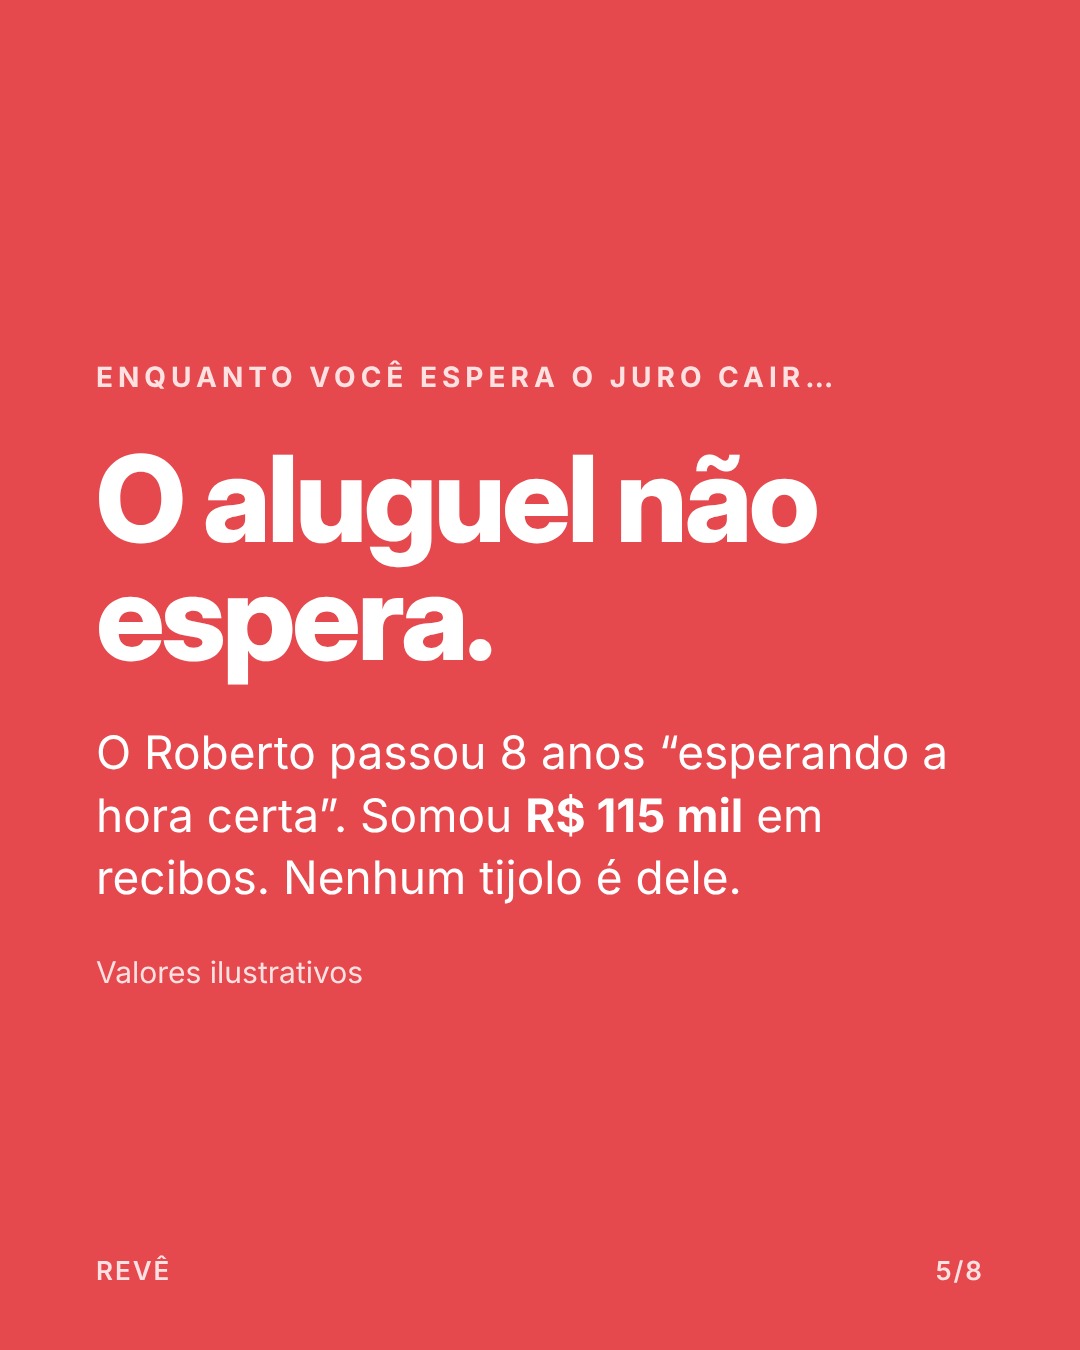 ENQUANTO VOCÊ ESPERA O JURO CAIR…
O aluguel não
espera.
O Roberto passou 8 anos “esperando a
hora certa”. Somou R$ 115 mil em
recibos. Nenhum tijolo é dele.
Valores ilustrativos
REVÊ
5/8